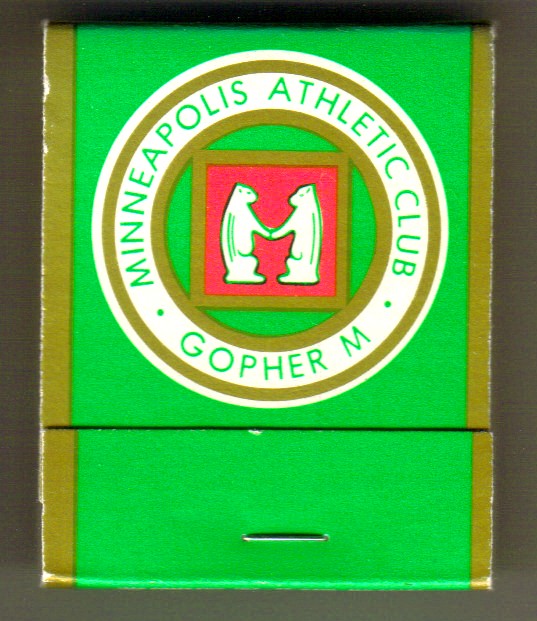 MINNEAPOLIS ATHLETIC CLUB
• GOPHER M •